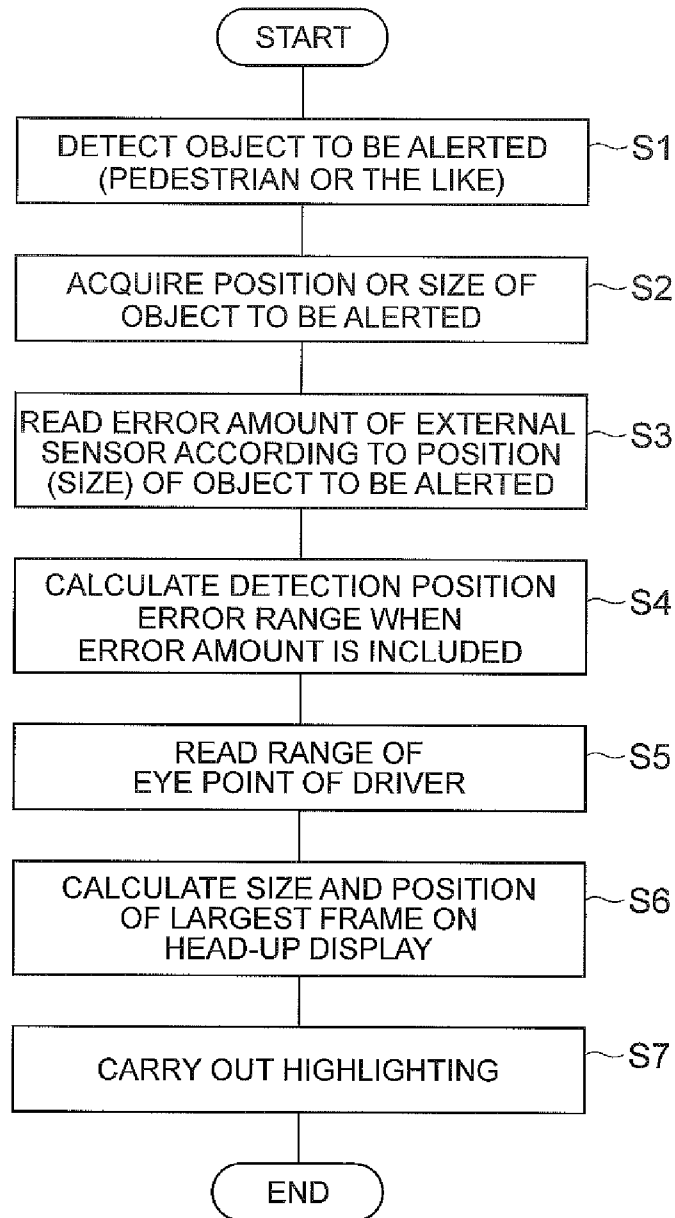 START
DETECT OBJECT TO BE ALERTED
(PEDESTRIAN OR THE LIKE)
S1
ACQUIRE POSITION OR SIZE OF
OBJECT TO BE ALERTED
S2
READ ERROR AMOUNT OF EXTERNAL
SENSOR ACCORDING TO POSITION
(SIZE) OF OBJECT TO BE ALERTED
S3
CALCULATE DETECTION POSITION
ERROR RANGE WHEN
ERROR AMOUNT IS INCLUDED
S4
READ RANGE OF
EYE POINT OF DRIVER
S5
CALCULATE SIZE AND POSITION
OF LARGEST FRAME ON
HEAD-UP DISPLAY
S6
CARRY OUT HIGHLIGHTING
S7
END